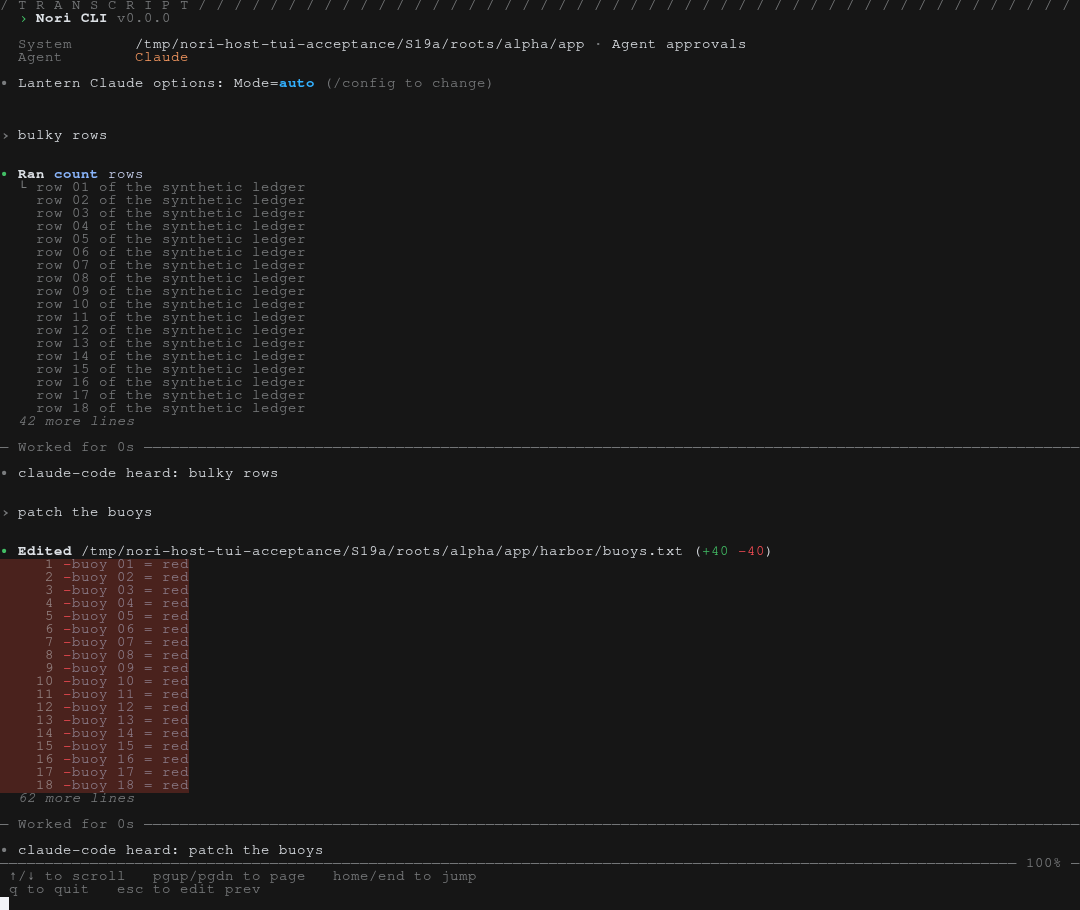 / T R A N S C R I P T / / / / / / / / / / / / / / / / / / / / / / / / / / / / / / / / / / / / / / / / / / / / / / / / /
› Nori CLI v0.0.0
System /tmp/nori-host-tui-acceptance/S19a/roots/alpha/app · Agent approvals
Agent Claude
• Lantern Claude options: Mode=auto (/config to change)
› bulky rows
• Ran count rows
└ row 01 of the synthetic ledger
row 02 of the synthetic ledger
row 03 of the synthetic ledger
row 04 of the synthetic ledger
row 05 of the synthetic ledger
row 06 of the synthetic ledger
row 07 of the synthetic ledger
row 08 of the synthetic ledger
row 09 of the synthetic ledger
row 10 of the synthetic ledger
row 11 of the synthetic ledger
row 12 of the synthetic ledger
row 13 of the synthetic ledger
row 14 of the synthetic ledger
row 15 of the synthetic ledger
row 16 of the synthetic ledger
row 17 of the synthetic ledger
row 18 of the synthetic ledger
42 more lines
─ Worked for 0s ─
• claude-code heard: bulky rows
› patch the buoys
• Edited /tmp/nori-host-tui-acceptance/S19a/roots/alpha/app/harbor/buoys.txt (+40 -40)
1 -buoy 01 = red
2 -buoy 02 = red
3 -buoy 03 = red
4 -buoy 04 = red
5 -buoy 05 = red
6 -buoy 06 = red
7 -buoy 07 = red
8 -buoy 08 = red
9 -buoy 09 = red
10 -buoy 10 = red
11 -buoy 11 = red
12 -buoy 12 = red
13 -buoy 13 = red
14 -buoy 14 = red
15 -buoy 15 = red
16 -buoy 16 = red
17 -buoy 17 = red
18 -buoy 18 = red
62 more lines
─ Worked for 0s ─
• claude-code heard: patch the buoys
─ 100% ─
↑/↓ to scroll pgup/pgdn to page home/end to jump
q to quit esc to edit prev